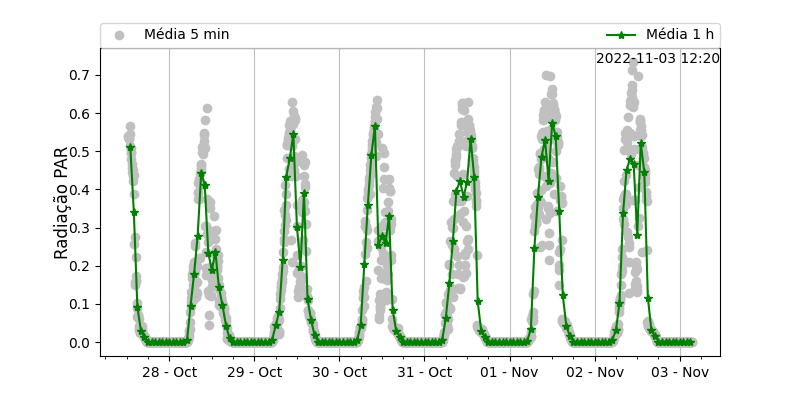 Média 5 min
Média 1 h
2022-11-03 12:20
Radiação PAR
0.7
0.6
0.5
0.4
0.3
0.2
0.1
0.0
28 - Oct
29 - Oct
30 - Oct
31 - Oct
01 - Nov
02 - Nov
03 - Nov